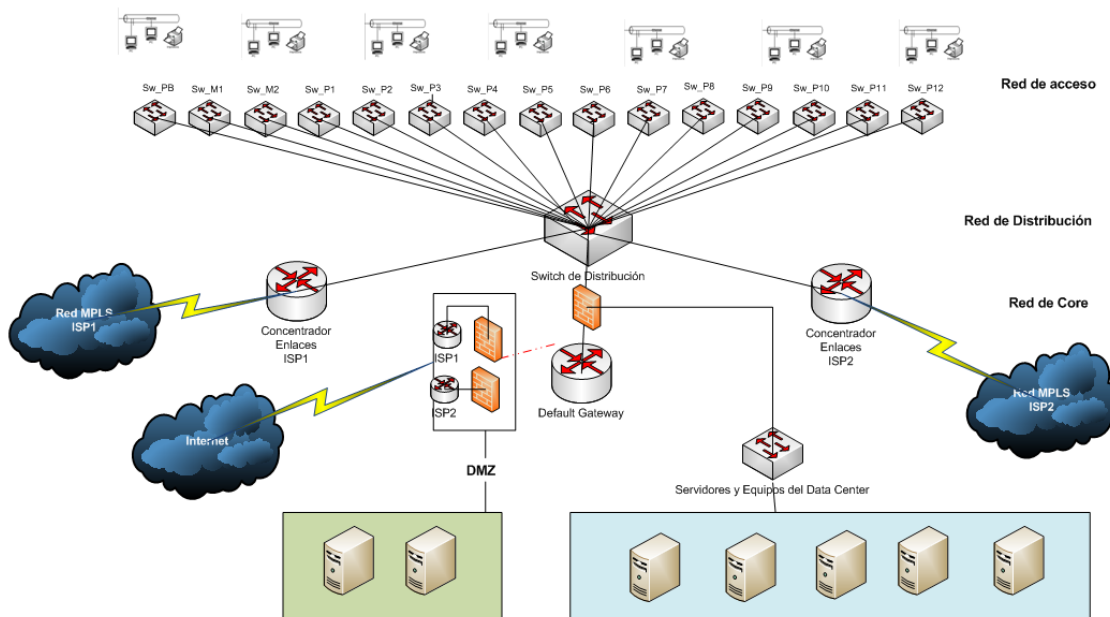 Sw_PB
Sw_M1
Sw_M2
Sw_P1
Sw_P2
Sw_P3
Sw_P4
Sw_P5
Sw_P6
Sw_P7
Sw_P8
Sw_P9
Sw_P10
Sw_P11
Sw_P12
Red de acceso
Red de Distribución
Switch de Distribución
Red MPLS
ISP1
Concentrador
Enlaces
ISP1
ISP1
ISP2
Default Gateway
Concentrador
Enlaces
ISP2
Red de Core
Red MPLS
ISP2
Internet
DMZ
Servidores y Equipos del Data Center